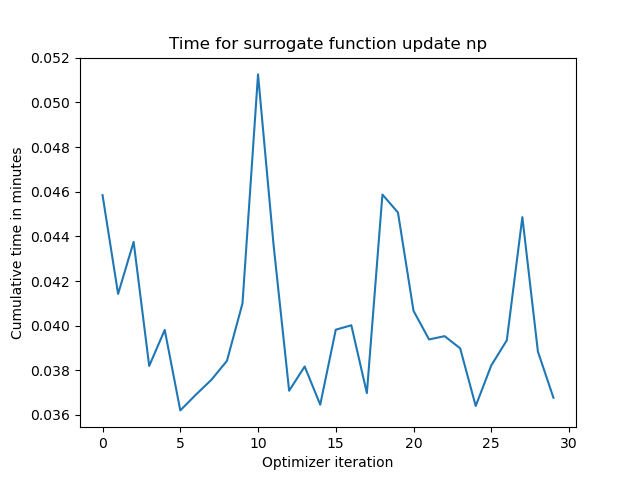 Time for surrogate function update np
Cumulative time in minutes
0.052
0.050
0.048
0.046
0.044
0.042
0.040
0.038
0.036
0 5 10 15 20 25 30
Optimizer iteration